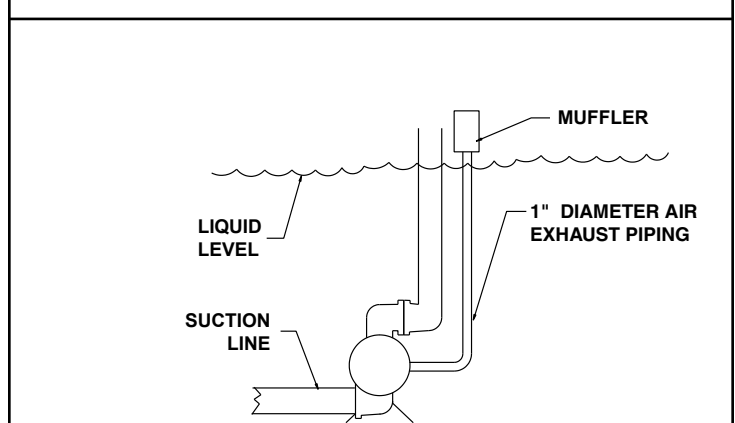 MUFFLER
LIQUID
LEVEL
1" DIAMETER AIR
EXHAUST PIPING
SUCTION
LINE